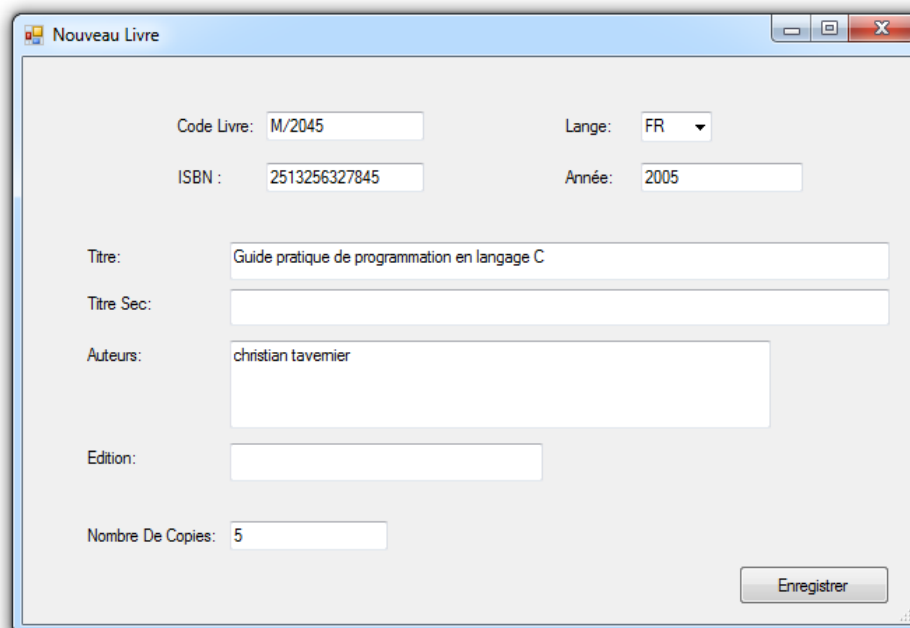 Nouveau Livre
Code Livre: M/2045 Lange: FR
ISBN : 2513256327845 Année: 2005
Titre: Guide pratique de programmation en langage C
Titre Sec:
Auteurs: christian tavernier
Edition:
Nombre De Copies: 5
Enregistrer